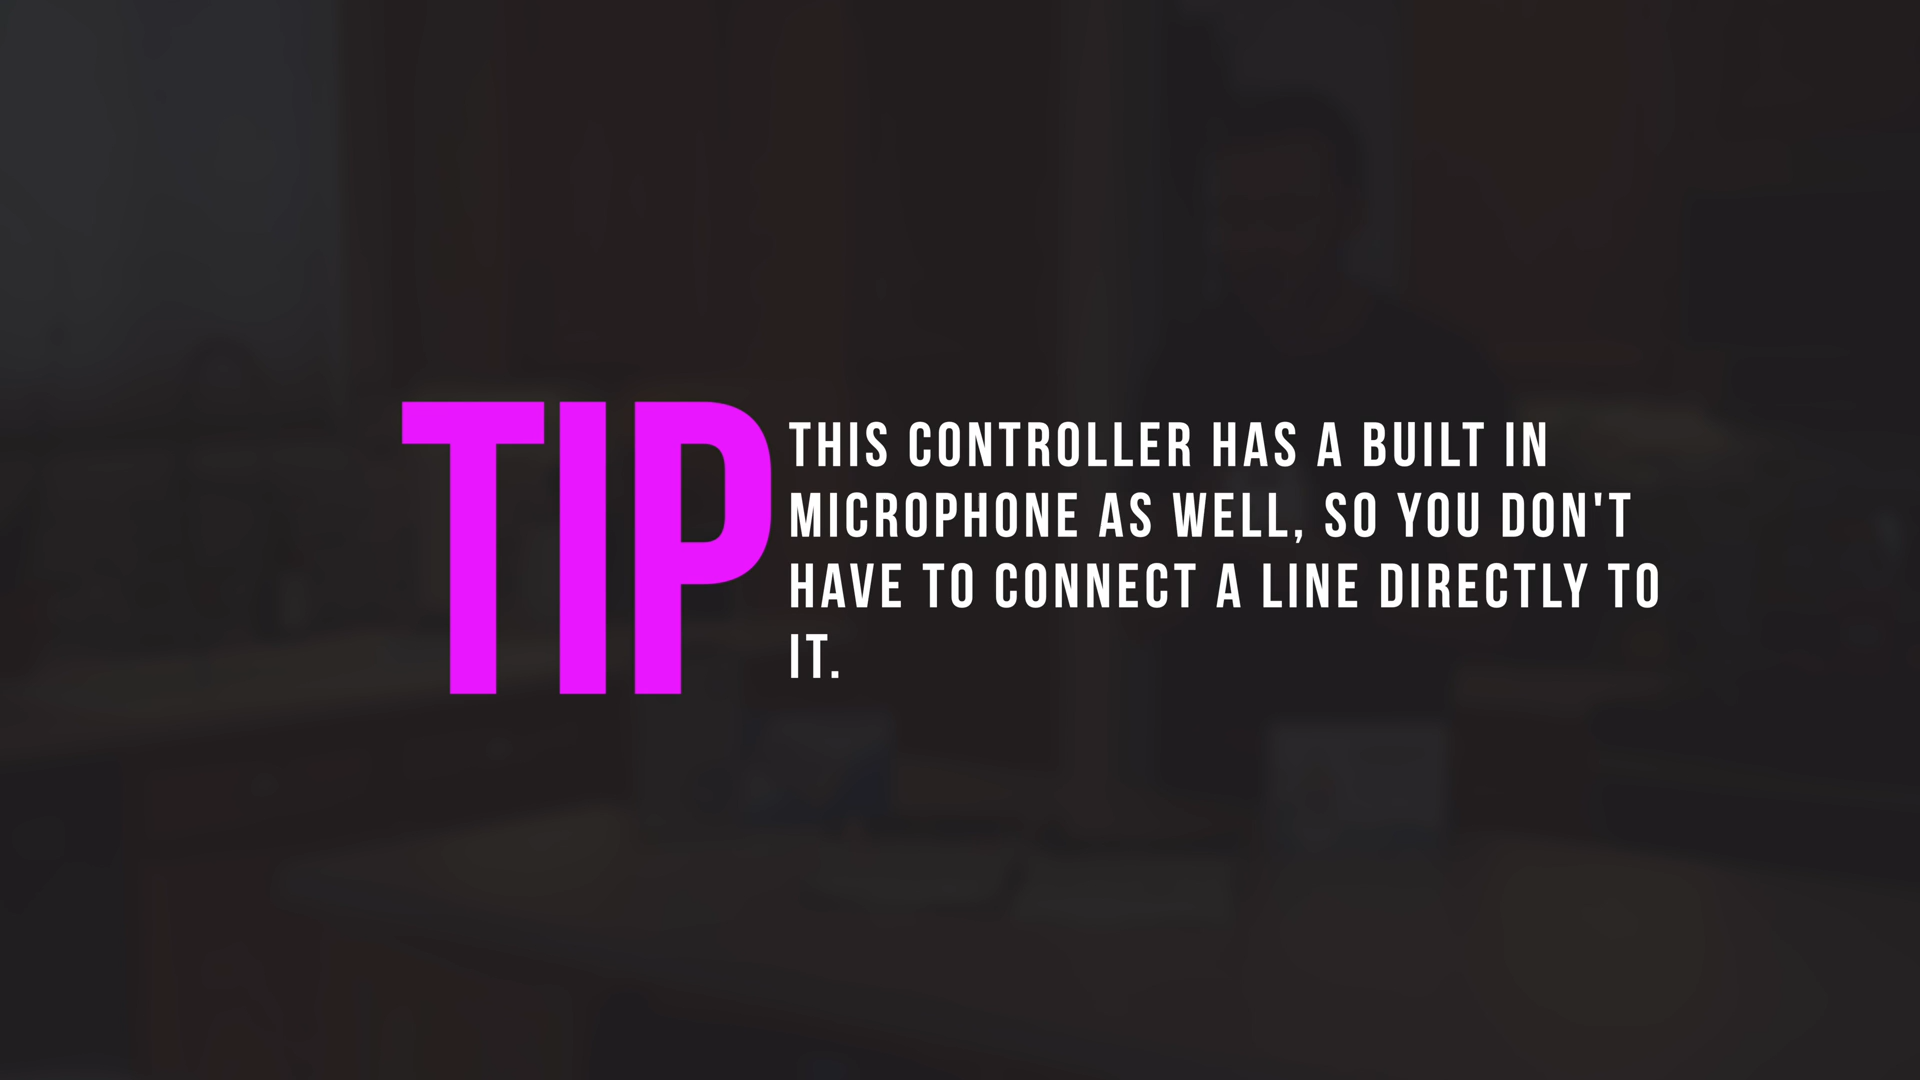 TIP
THIS CONTROLLER HAS A BUILT IN
MICROPHONE AS WELL, SO YOU DON'T
HAVE TO CONNECT A LINE DIRECTLY TO
IT.